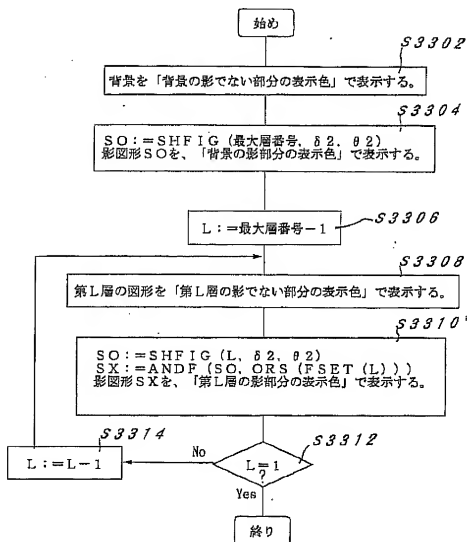 始め
S3302
背景を「背景の影でない部分の表示色」で表示する。
S3304
SO:=SHFIG(最大層番号,δ2,θ2)
影図形SOを、「背景の影部分の表示色」で表示する。
S3306
L:=最大層番号-1
S3308
第L層の図形を「第L層の影でない部分の表示色」で表示する。
S3310
SO:=SHFIG(L,δ2,θ2)
SX:=ANDF(SO,ORS(FSET(L)))
影図形SXを、「第L層の影部分の表示色」で表示する。
S3314
L:=L-1
No
S3312
L=1
?
Yes
終り